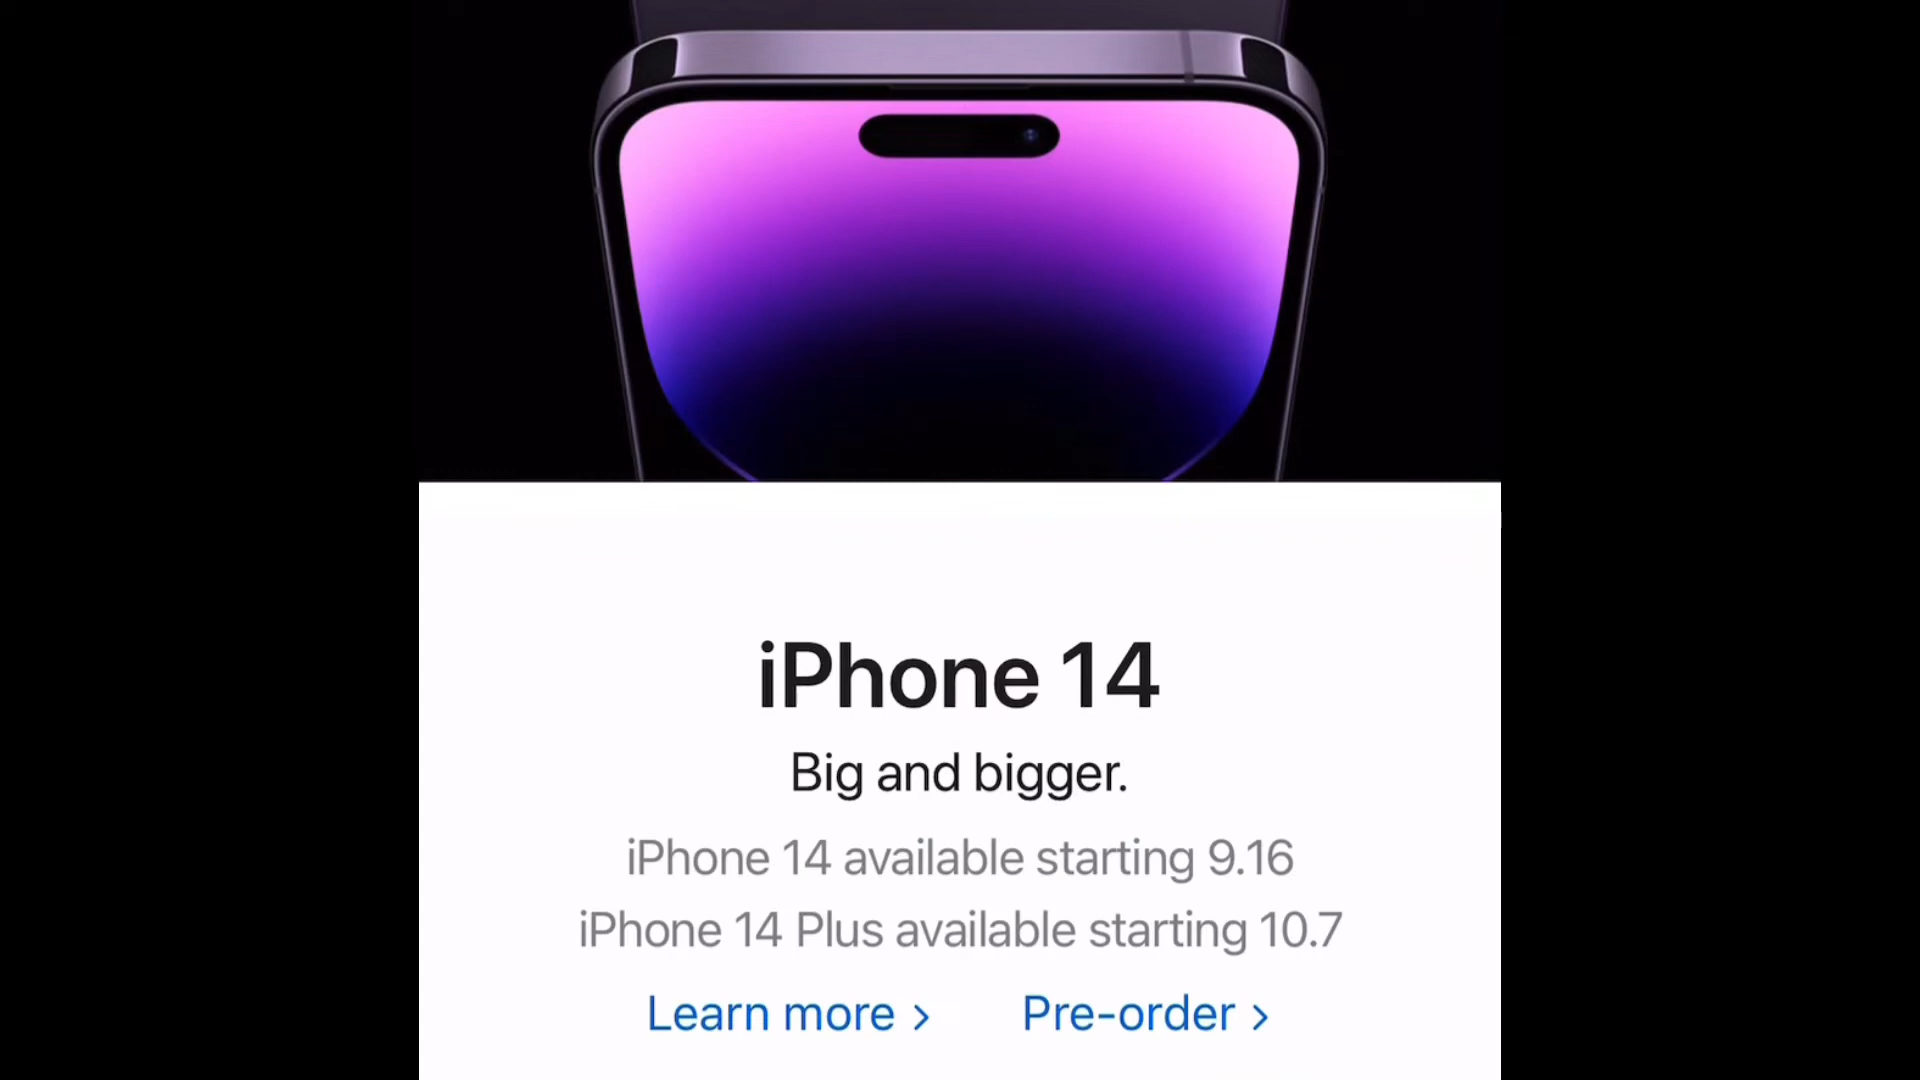 iPhone 14
Big and bigger.
iPhone 14 available starting 9.16
iPhone 14 Plus available starting 10.7
Learn more > Pre-order >